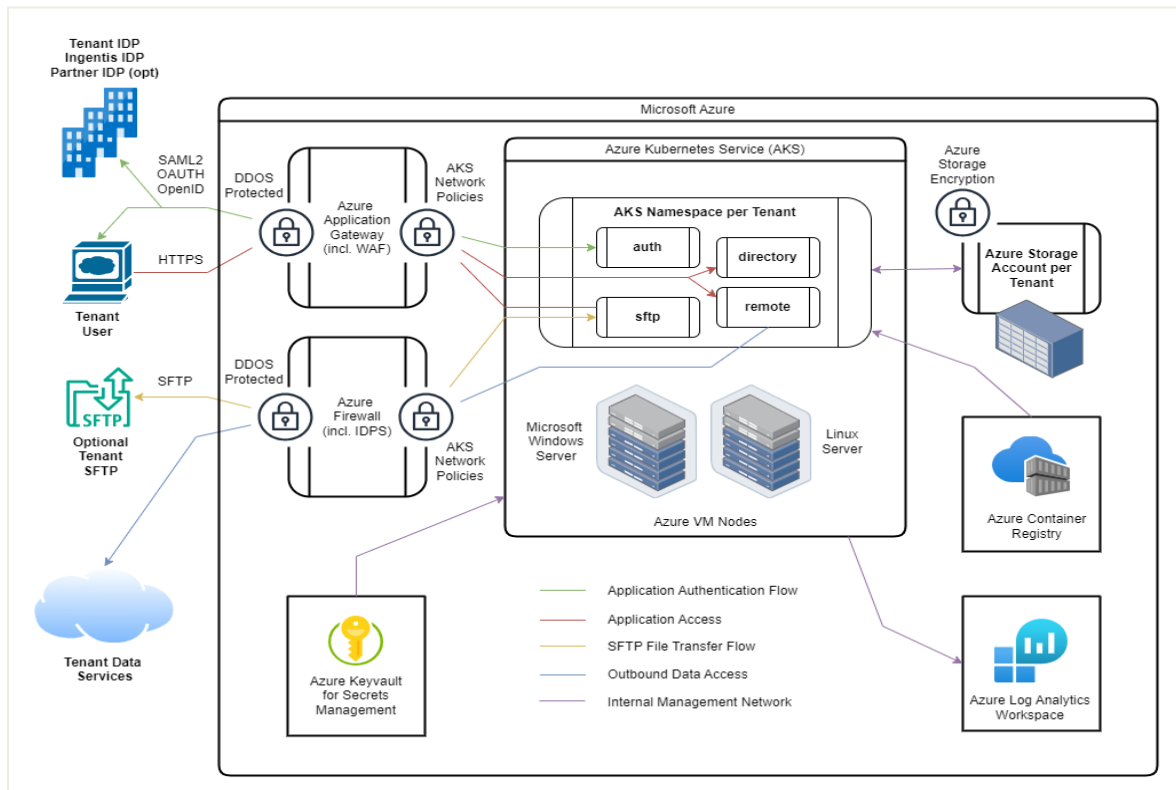 Tenant IDP
Ingentis IDP
Partner IDP (opt)
Microsoft Azure
SAML2
OAUTH
OpenID
DDOS
Protected
Azure
Application
Gateway
(incl. WAF)
AKS
Network
Policies
HTTPS
Tenant
User
Azure Kubernetes Service (AKS)
AKS Namespace per Tenant
auth
directory
sftp
remote
Azure
Storage
Encryption
Azure Storage
Account per
Tenant
DDOS
Protected
SFTP
SFTP
Optional
Tenant
SFTP
Azure
Firewall
(incl. IDPS)
AKS
Network
Policies
Microsoft
Windows
Server
Linux
Server
Azure VM Nodes
Azure Container
Registry
Tenant Data
Services
Azure Keyvault
for Secrets
Management
Application Authentication Flow
Application Access
SFTP File Transfer Flow
Outbound Data Access
Internal Management Network
Azure Log Analytics
Workspace